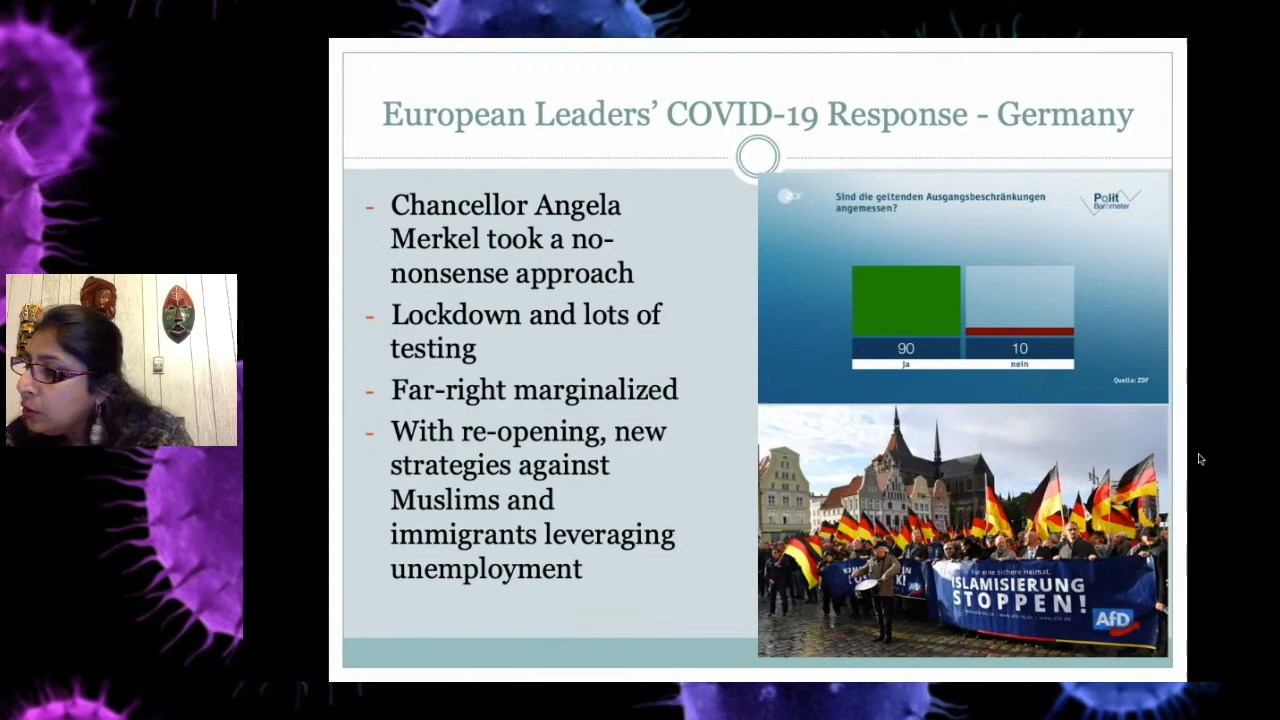 European Leaders’ COVID-19 Response - Germany
- Chancellor Angela
Merkel took a no-
nonsense approach
- Lockdown and lots of
testing
- Far-right marginalized
- With re-opening, new
strategies against
Muslims and
immigrants leveraging
unemployment
ZDF
Sind die geltenden Ausgangsbeschränkungen
angemessen?
Polit
Barometer
90
10
ja
nein
Quelle: ZDF
Für eine sichere Heimat.
ISLAMISIERUNG
STOPPEN!
AfD